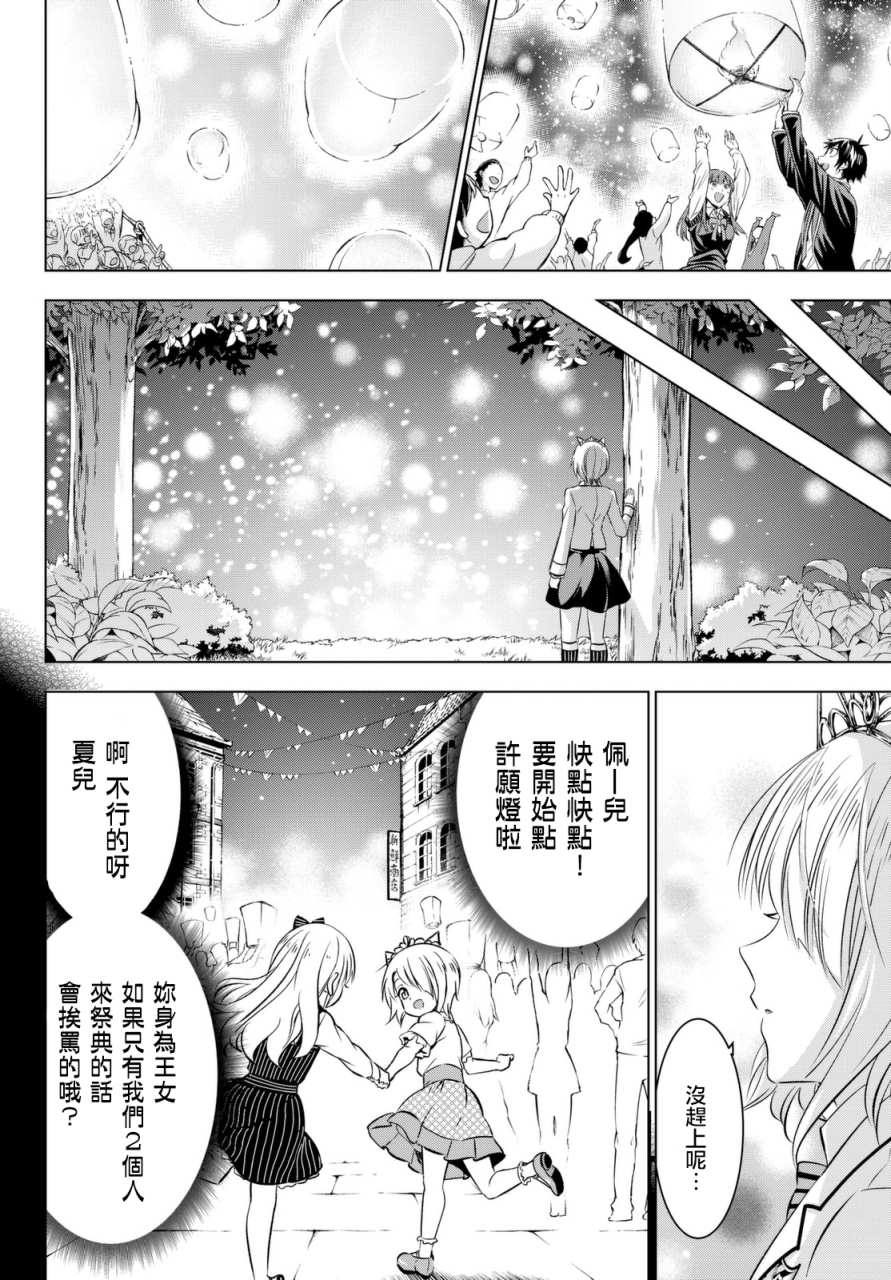 沒趕上呢…
佩ー兒
快點快點！
要開始點
許願燈啦
啊 不行的呀
夏兒
妳身為王女
如果只有我們2個人
來祭典的話
會挨罵的哦？